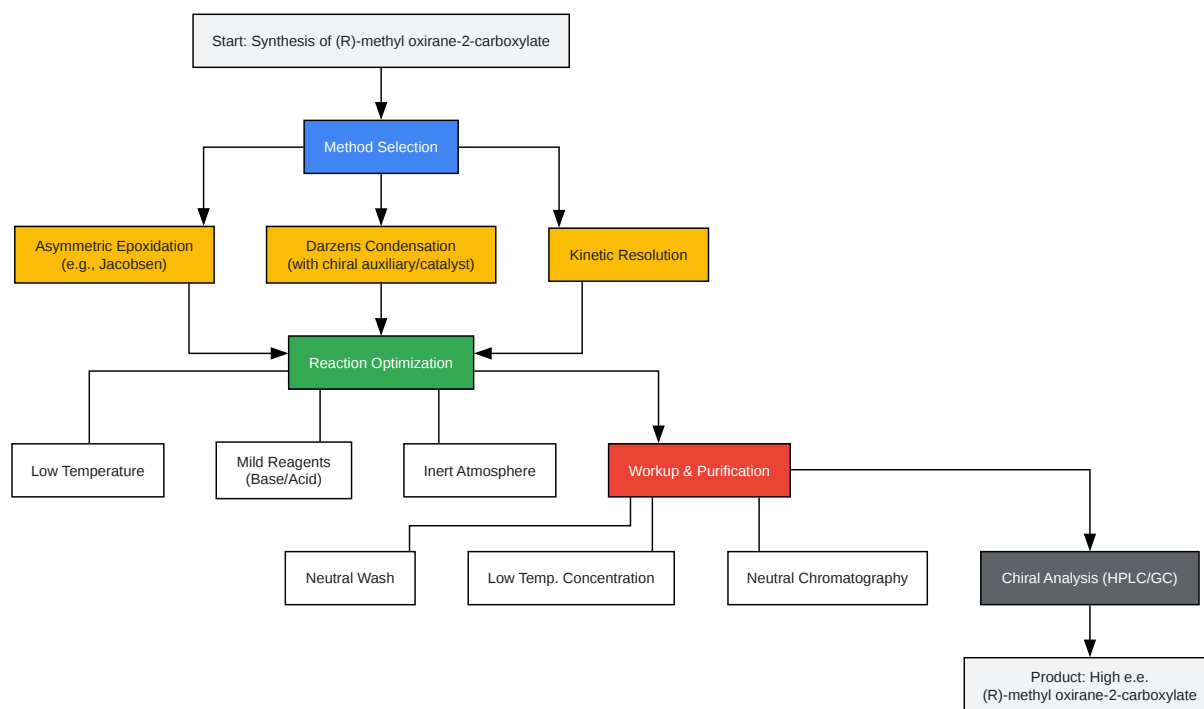 Start: Synthesis of (R)-methyl oxirane-2-carboxylate
Method Selection
Asymmetric Epoxidation
(e.g., Jacobsen)
Darzens Condensation
(with chiral auxiliary/catalyst)
Kinetic Resolution
Reaction Optimization
Low Temperature
Mild Reagents
(Base/Acid)
Inert Atmosphere
Workup & Purification
Neutral Wash
Low Temp. Concentration
Neutral Chromatography
Chiral Analysis (HPLC/GC)
Product: High e.e.
(R)-methyl oxirane-2-carboxylate